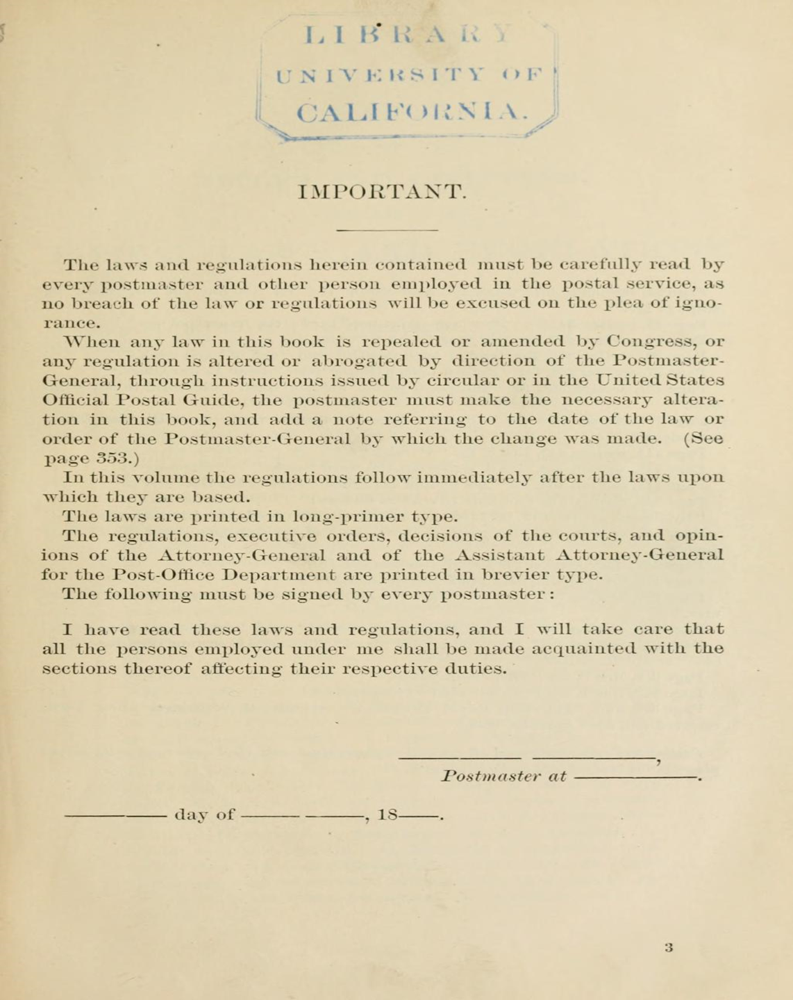 LIBRARY
UNIVERSITY OF
CALIFORNIA.
IMPORTANT.
The laws and regulations herein contained must be carefully read by
every postmaster and other person employed in the postal service, as
no breach of the law or regulations will be excused on the plea of igno-
rance.
When any law in this book is repealed or amended by Congress, or
any regulation is altered or abrogated by direction of the Postmaster-
General, through instructions issued by circular or in the United States
Official Postal Guide, the postmaster must make the necessary altera-
tion in this book, and add a note referring to the date of the law or
order of the Postmaster-General by which the change was made. (See
page 353.)
In this volume the regulations follow immediately after the laws upon
which they are based.
The laws are printed in long-primer type.
The regulations, executive orders, decisions of the courts, and opin-
ions of the Attorney-General and of the Assistant Attorney-General
for the Post-Office Department are printed in brevier type.
The following must be signed by every postmaster:
I have read these laws and regulations, and I will take care that
all the persons employed under me shall be made acquainted with the
sections thereof affecting their respective duties.
——— ———,
Postmaster at ———.
——— day of ——— ———, 18——.
3